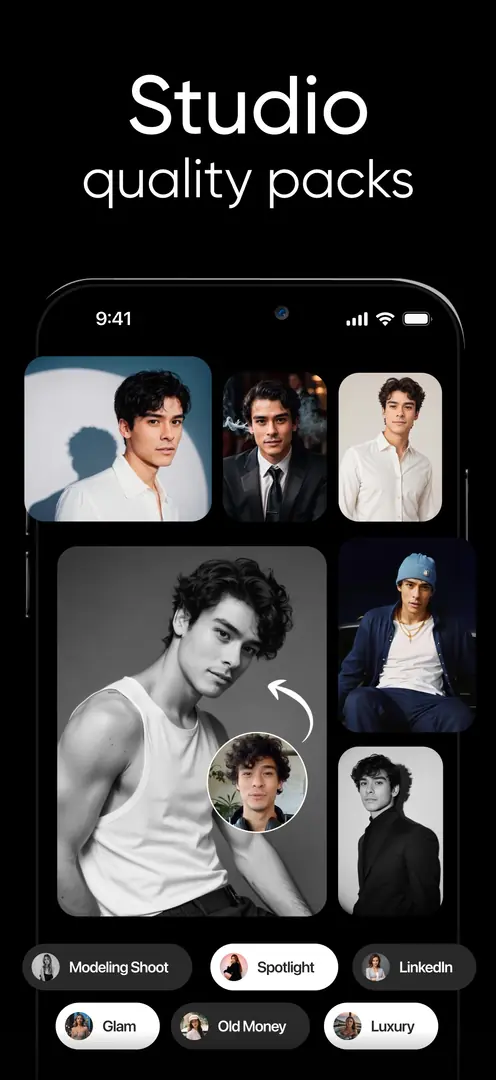 Studio
quality packs
9:41
Modeling Shoot
Spotlight
LinkedIn
Glam
Old Money
Luxury